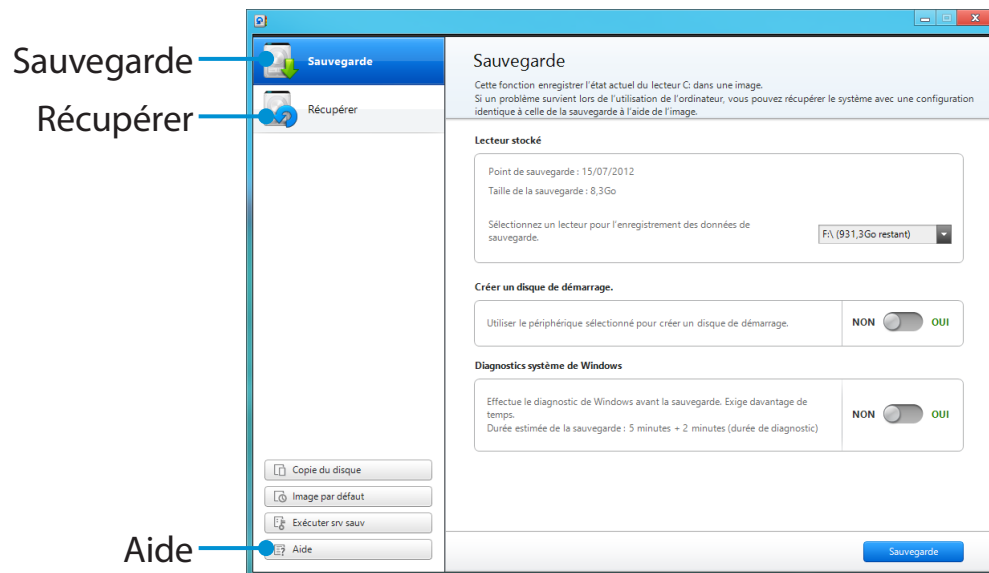 Sauvegarde
Récupérer
Aide
Sauvegarde
Récupérer
Copie du disque
Image par défaut
Exécuter srv sauv
Aide
Sauvegarde
Cette fonction enregistrer l'état actuel du lecteur C: dans une image.
Si un problème survient lors de l'utilisation de l'ordinateur, vous pouvez récupérer le système avec une configuration
identique à celle de la sauvegarde à l'aide de l'image.
Lecteur stocké
Point de sauvegarde : 15/07/2012
Taille de la sauvegarde : 8,3Go
Sélectionnez un lecteur pour l'enregistrement des données de
sauvegarde.
F:\ (931,3Go restant)
Créer un disque de démarrage.
Utiliser le périphérique sélectionné pour créer un disque de démarrage.
NON OUI
Diagnostics système de Windows
Effectue le diagnostic de Windows avant la sauvegarde. Exige davantage de
temps.
Durée estimée de la sauvegarde : 5 minutes + 2 minutes (durée de diagnostic)
NON OUI
Sauvegarde